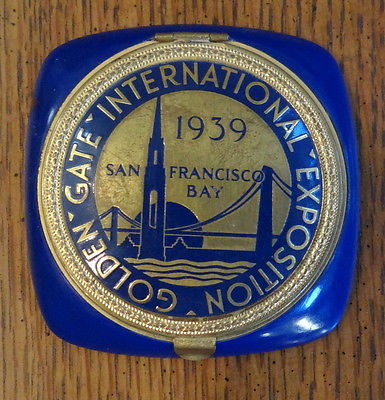 GOLDEN GATE INTERNATIONAL EXPOSITION
1939
SAN FRANCISCO
BAY